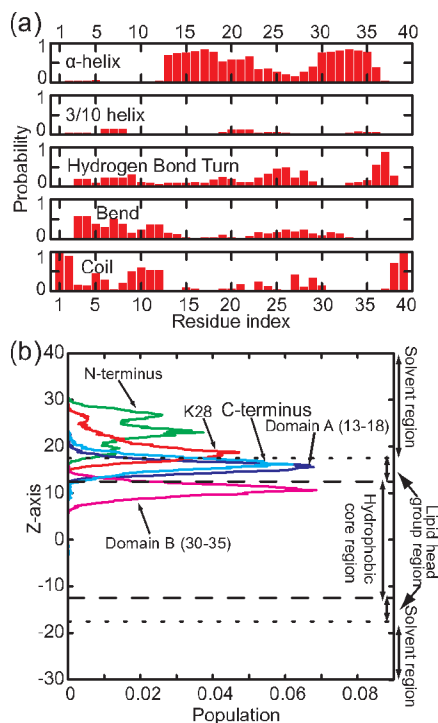 (a)
1 5 10 15 20 25 30 35 40
1
0
α-helix
1
0
3/10 helix
1
0
Hydrogen Bond Turn
1
0
Bend
1
0
Coil
Probability
1 5 10 15 20 25 30 35 40
Residue index
(b)
40
30
20
10
0
-10
-20
-30
Z-axis
N-terminus
K28
C-terminus
Domain A (13-18)
Domain B (30-35)
Solvent region
Lipid head
group region
Hydrophobic
core region
Solvent region
0 0.02 0.04 0.06 0.08
Population